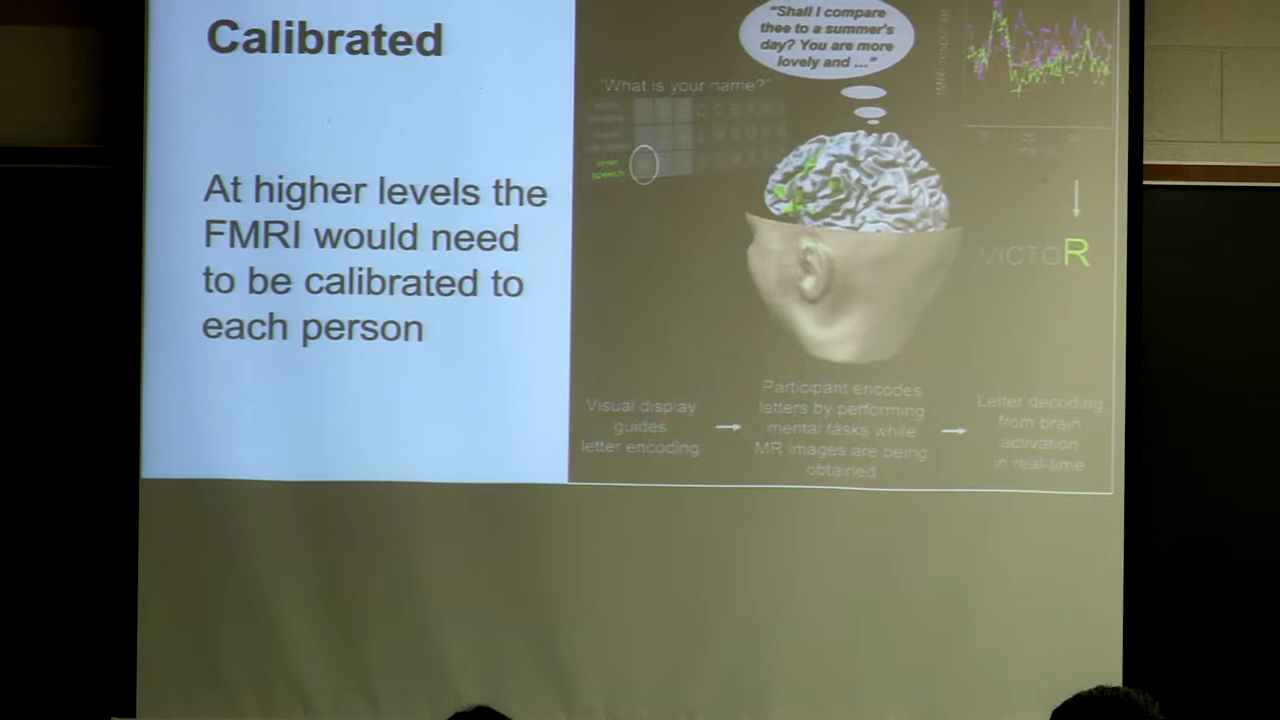 Calibrated
At higher levels the
FMRI would need
to be calibrated to
each person
"Shall I compare
thee to a summer's
day? You are more
lovely and ..."
"What is your name?"
speech
VICTOR
Visual display
guides
letter encoding
Participant encodes
letters by performing
mental tasks while
MR images are being
obtained
Letter decoding
from brain
activation
in real-time